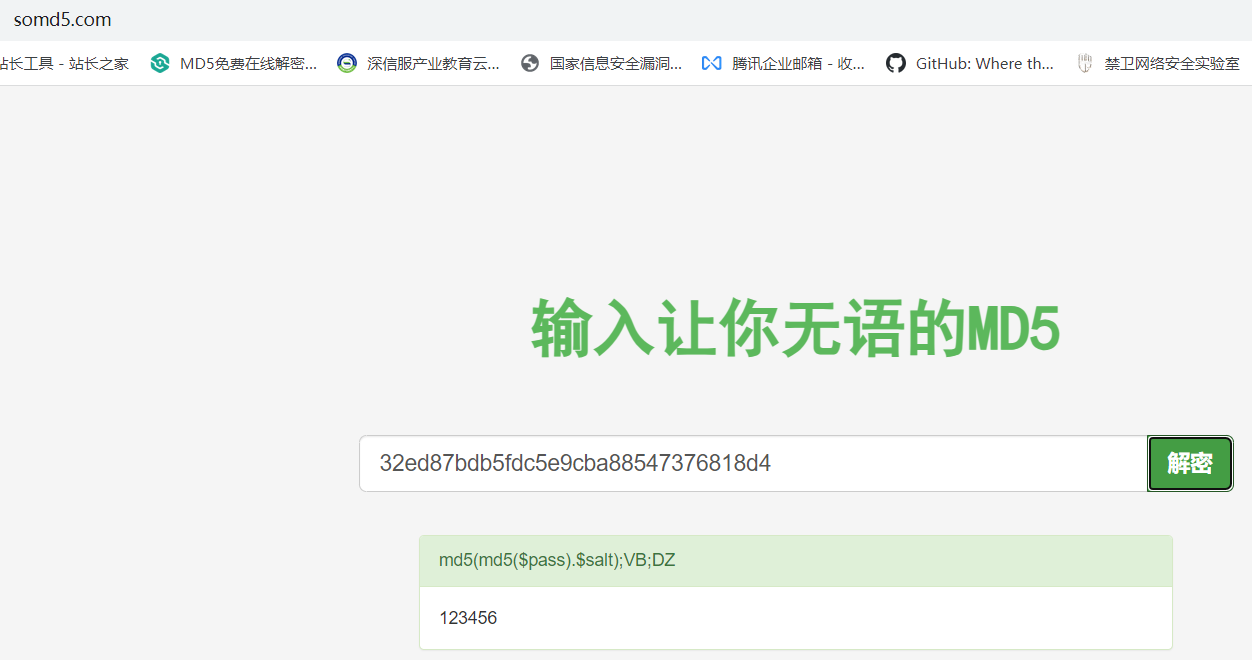 somd5.com
站长工具 - 站长之家 MD5免费在线解密... 深信服产业教育云... 国家信息安全漏洞... 腾讯企业邮箱 - 收... GitHub: Where th... 禁卫网络安全实验室
输入让你无语的MD5
32ed87bdb5fdc5e9cba88547376818d4 解密
md5(md5($pass).$salt);VB;DZ
123456